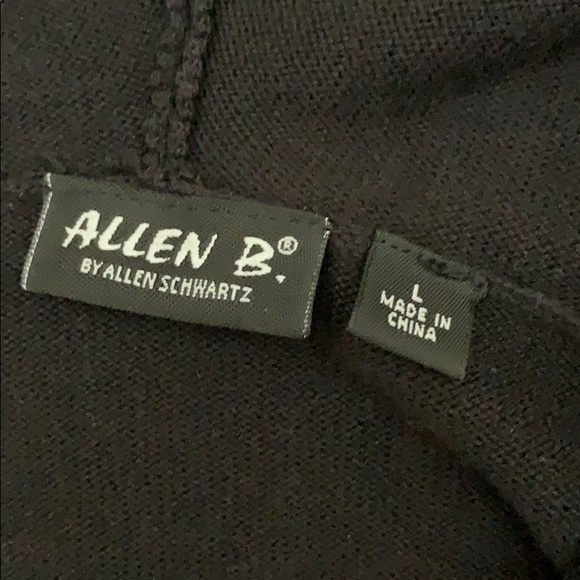 ALLEN B.®
BY ALLEN SCHWARTZ
L
MADE IN
CHINA